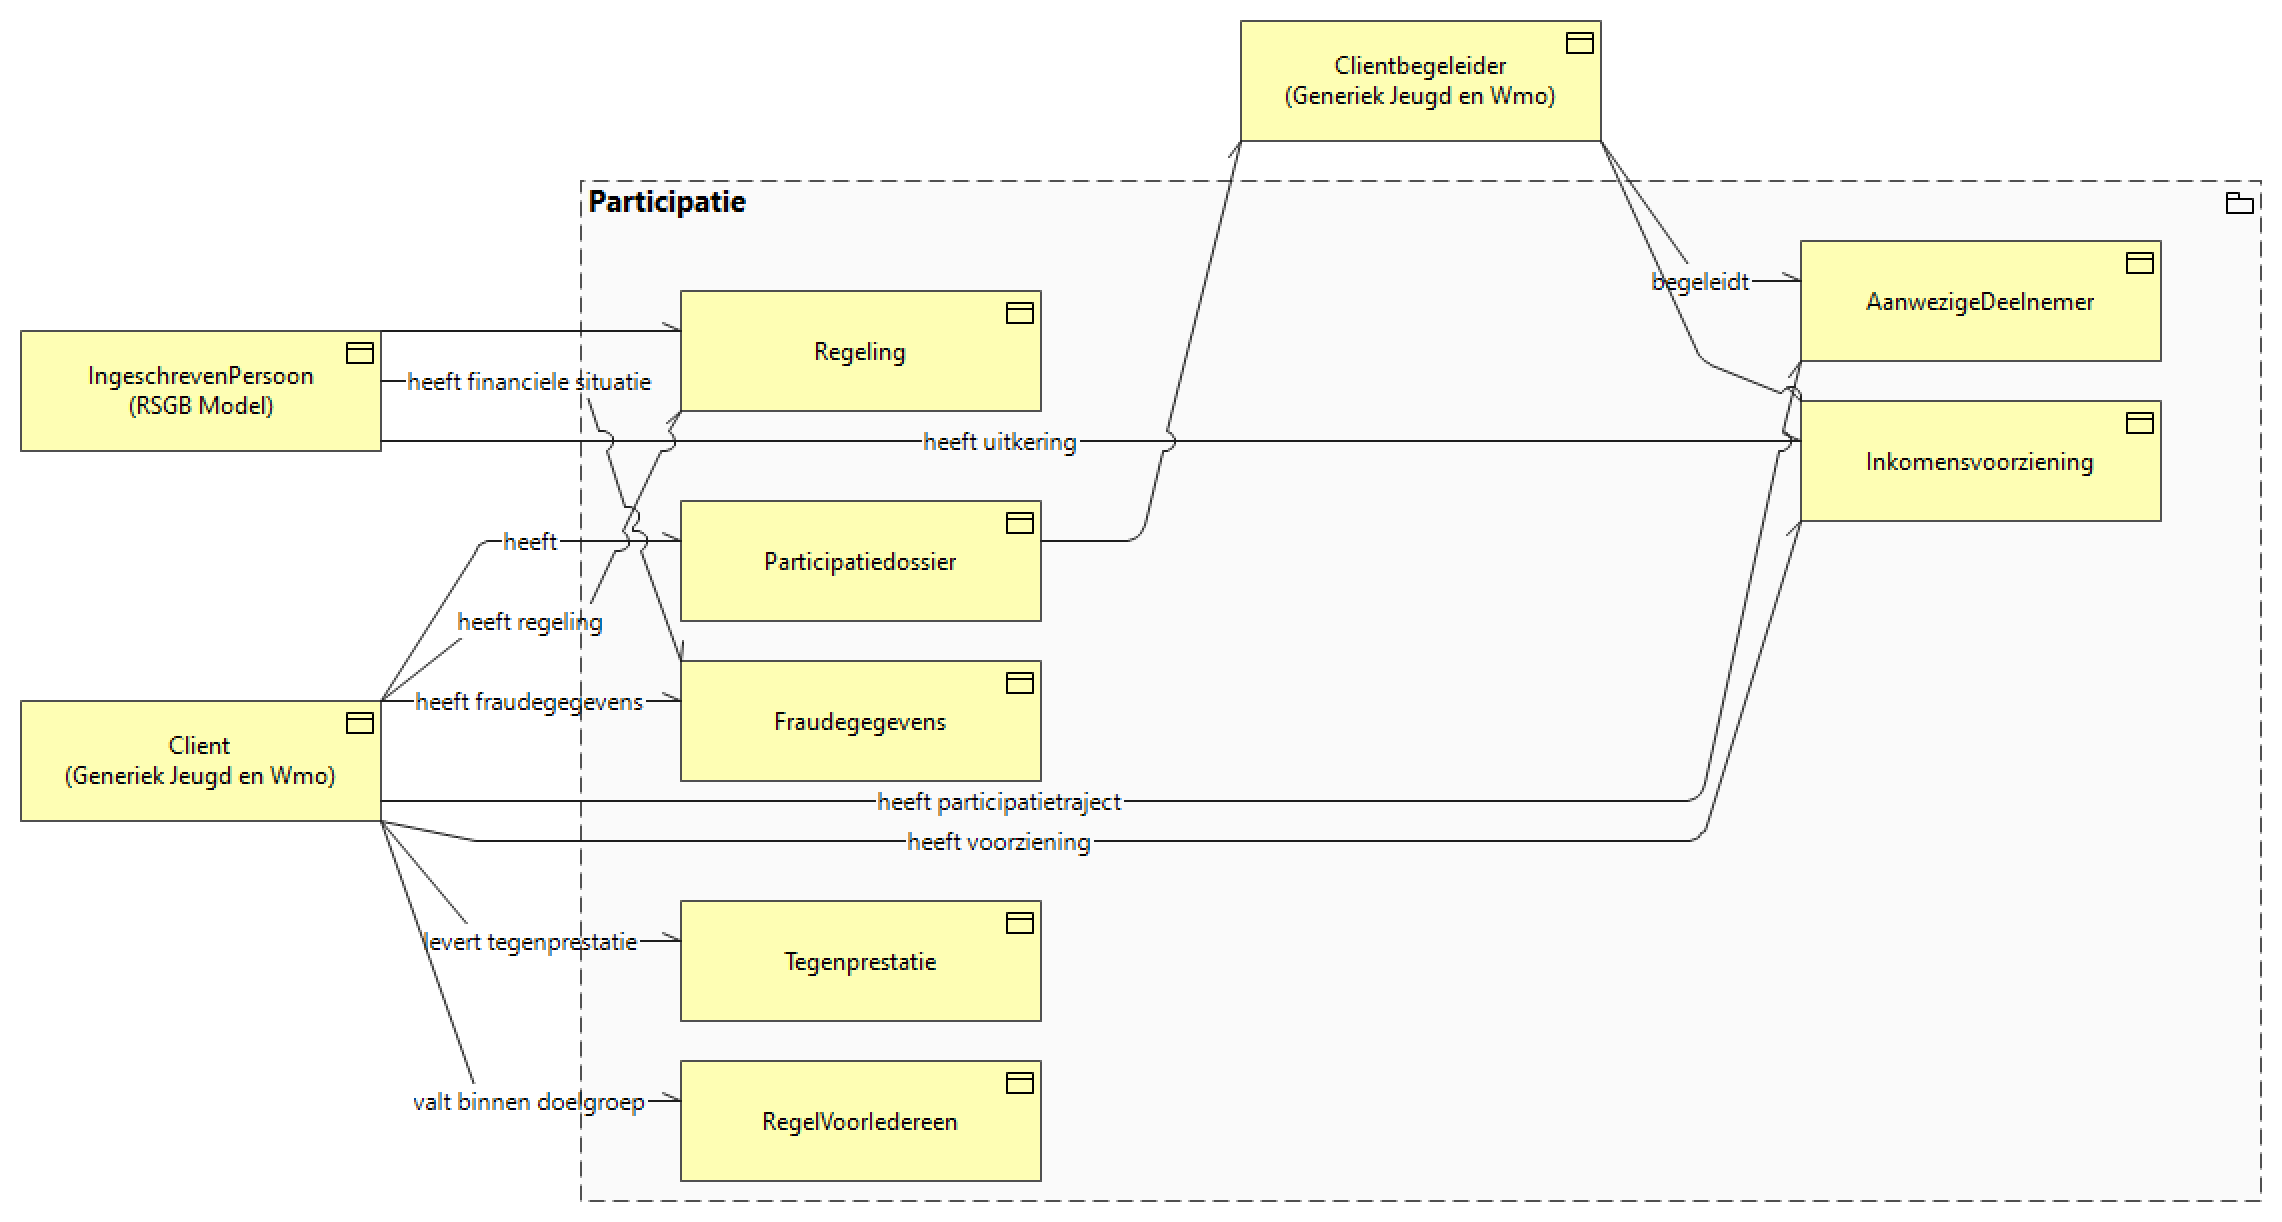 Clientbegeleider
(Generiek Jeugd en Wmo)
Participatie
begeleidt
AanwezigeDeelnemer
Regeling
IngeschrevenPersoon
(RSGB Model)
heeft financiele situatie
heeft uitkering
Inkomensvoorziening
heeft
Participatiedossier
heeft regeling
heeft fraudegegevens
Fraudegegevens
Client
(Generiek Jeugd en Wmo)
heeft participatietraject
heeft voorziening
levert tegenprestatie
Tegenprestatie
valt binnen doelgroep
RegelVoorIedereen